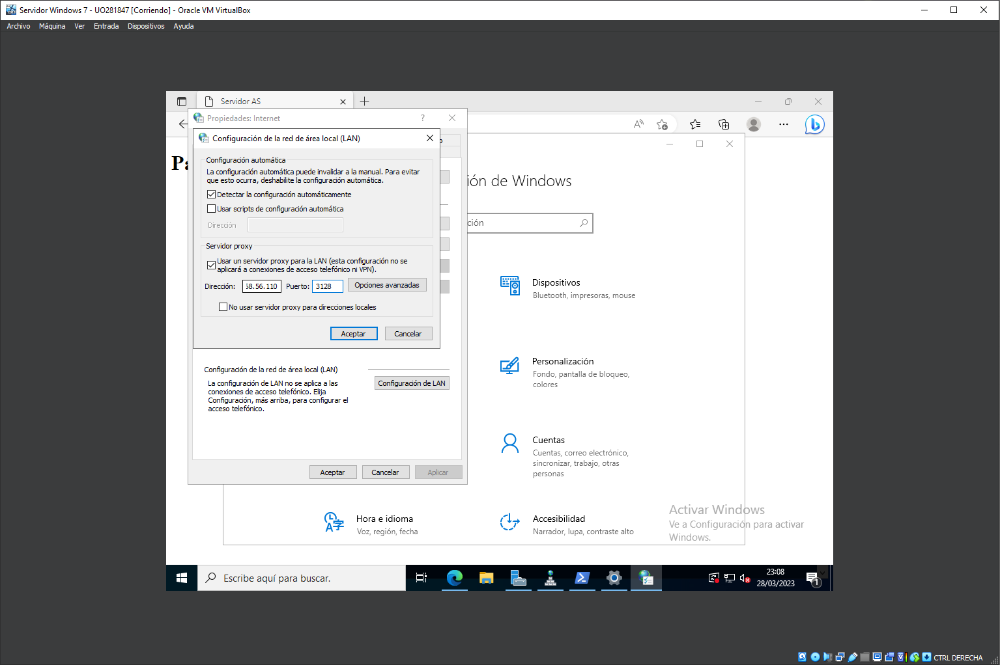 Servidor Windows 7 - UO281847 [Corriendo] - Oracle VM VirtualBox
Archivo Máquina Ver Entrada Dispositivos Ayuda
Servidor AS
Propiedades: Internet
?
Configuración de la red de área local (LAN)
Configuración automática
La configuración automática puede invalidar a la manual. Para evitar
que esto ocurra, deshabilite la configuración automática.
Detectar la configuración automáticamente
Usar scripts de configuración automática
Dirección
Servidor proxy
Usar un servidor proxy para la LAN (esta configuración no se
aplicará a conexiones de acceso telefónico ni VPN).
Dirección: 58.56.110 Puerto: 3128 Opciones avanzadas
No usar servidor proxy para direcciones locales
Aceptar Cancelar
Configuración de la red de área local (LAN)
La configuración de LAN no se aplica a las
conexiones de acceso telefónico. Elija
Configuración, más arriba, para configurar el
acceso telefónico.
Configuración de LAN
Aceptar Cancelar Aplicar
Pa
ión de Windows
ción
Dispositivos
Bluetooth, impresoras, mouse
Personalización
Fondo, pantalla de bloqueo,
colores
Cuentas
Cuentas, correo electrónico,
sincronizar, trabajo, otras
personas
Hora e idioma
Voz, región, fecha
Accesibilidad
Narrador, lupa, contraste alto
Activar Windows
Ve a Configuración para activar
Windows.
Escribe aquí para buscar.
23:08
28/03/2023
1
CTRL DERECHA